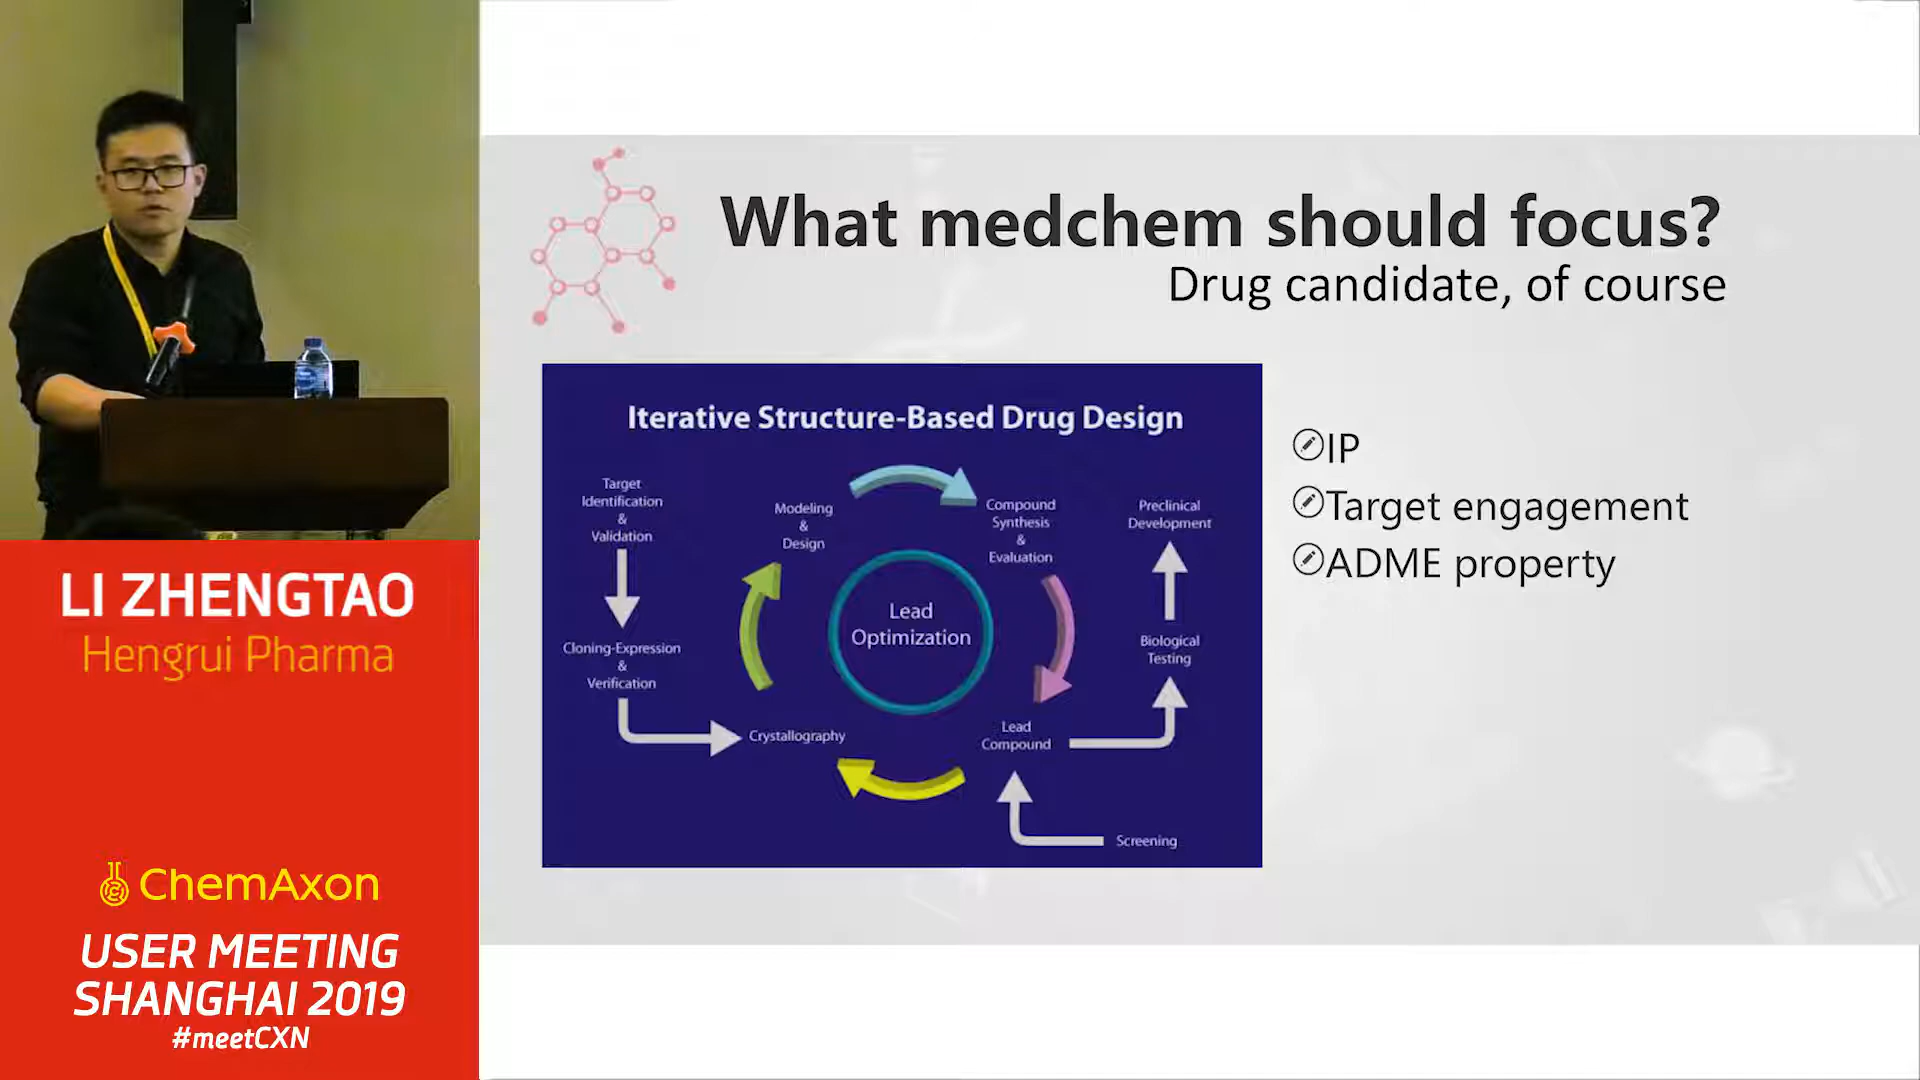 What medchem should focus?
Drug candidate, of course
Iterative Structure-Based Drug Design
Target
Identification
&
Validation
Cloning-Expression
&
Verification
Crystallography
Modeling
&
Design
Compound
Synthesis
&
Evaluation
Lead
Optimization
Lead
Compound
Screening
Biological
Testing
Preclinical
Development
IP
Target engagement
ADME property
LI ZHENGTAO
Hengrui Pharma
ChemAxon
USER MEETING
SHANGHAI 2019
#meetCXN